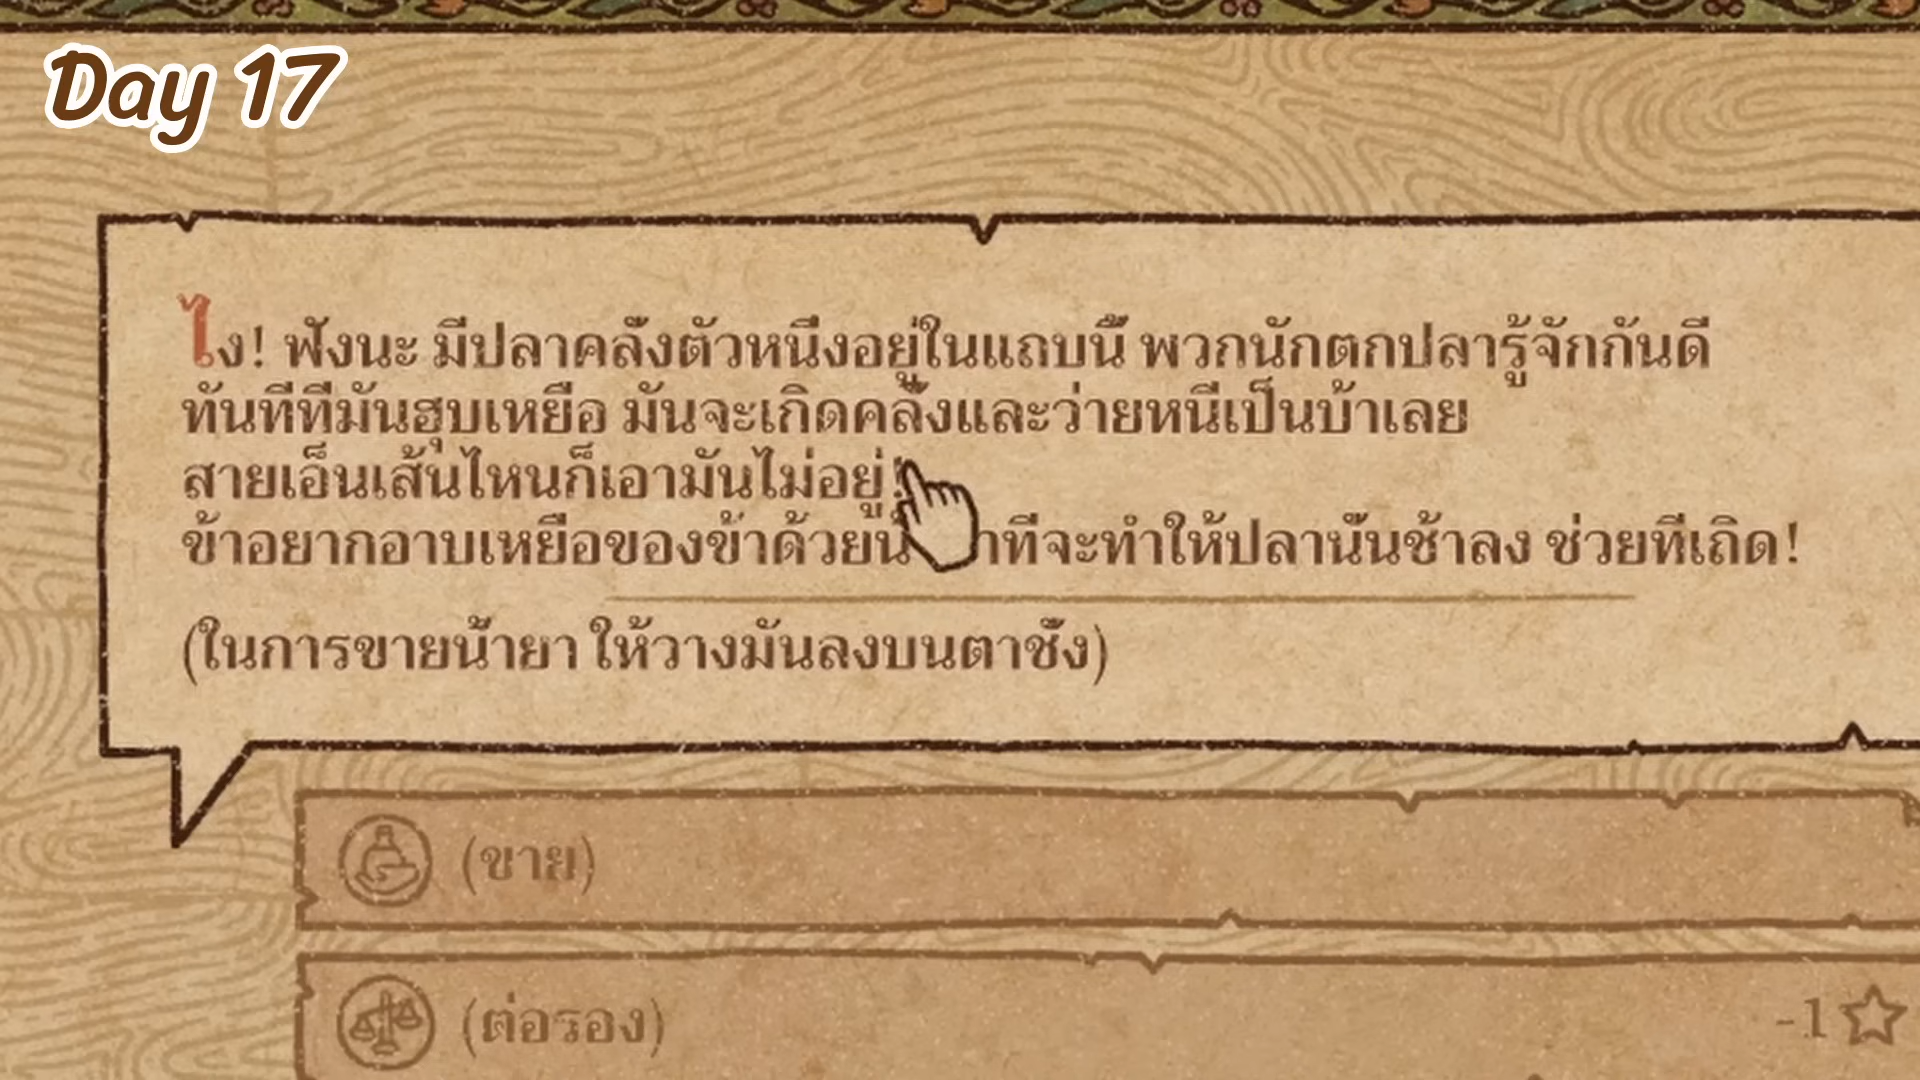 Day 17
ไง! ฟังนะ มีปลาคลั่งตัวหนึ่งอยู่ในแถบนี้ พวกนักตกปลารู้จักกันดี
ทันทีที่มันฮุบเหยื่อ มันจะเกิดคลั่งและว่ายหนีเป็นบ้าเลย
สายเอ็นเส้นไหนก็เอามันไม่อยู่
ข้าอยากอาบเหยื่อของข้าด้วย ที่จะทำให้ปลานั้นช้าลง ช่วยทีเถิด!
(ในการขายน้ำยา ให้วางมันลงบนตาชั่ง)
(ขาย)
(ต่อรอง)
-1